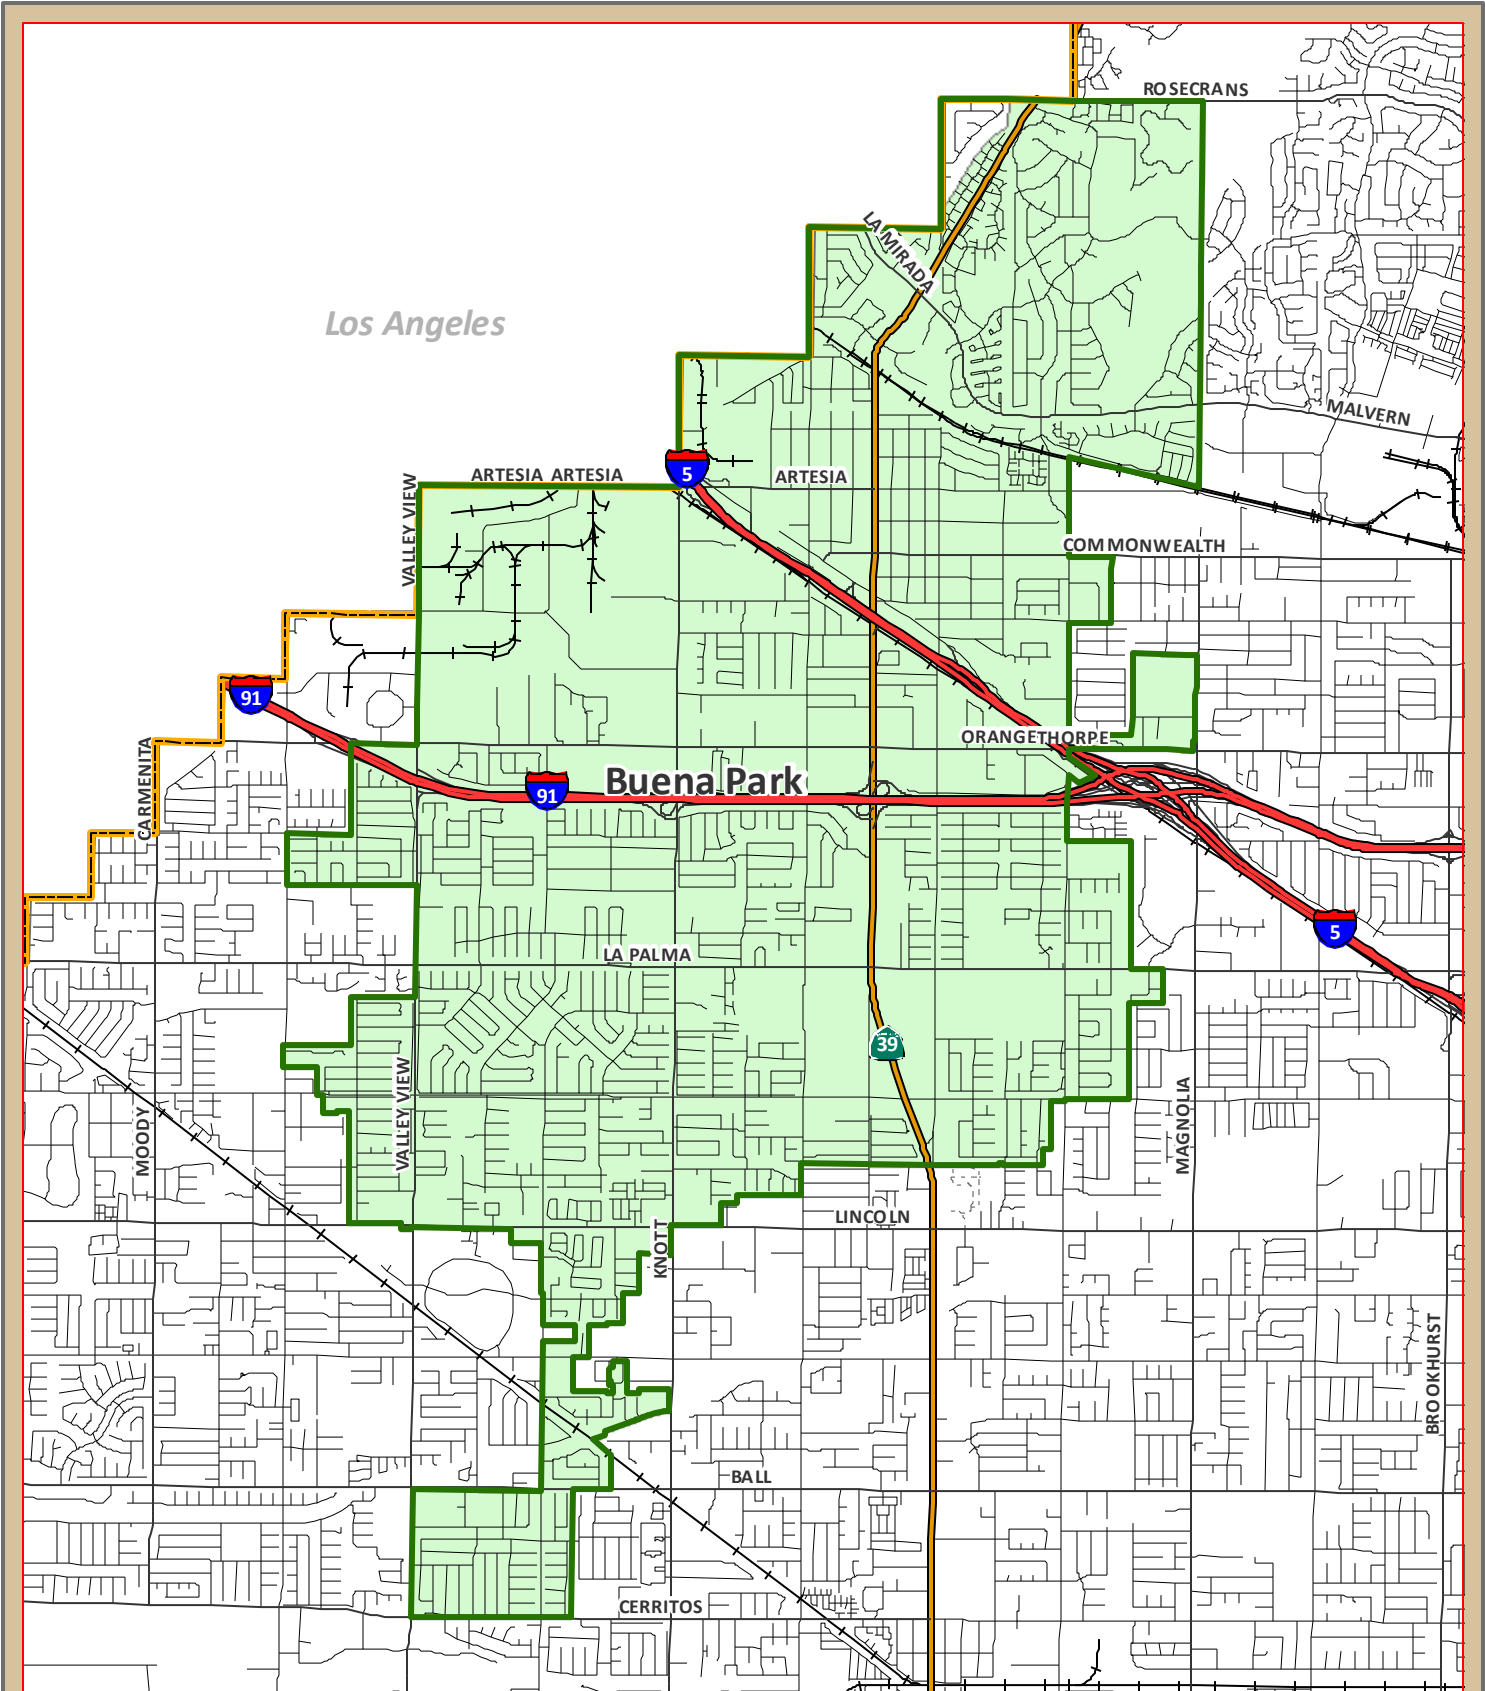 ROSECRANS
LA MIRADA
Los Angeles
MALVERN
5
ARTESIA ARTESIA
ARTESIA
VALLEY VIEW
COMMONWEALTH
91
ORANGETHORPE
CARMENITA
Buena Park
91
5
LA PALMA
39
VALLEY VIEW
MOODY
MAGNOLIA
LINCOLN
KNOTT
BROOKHURST
BALL
CERRITOS